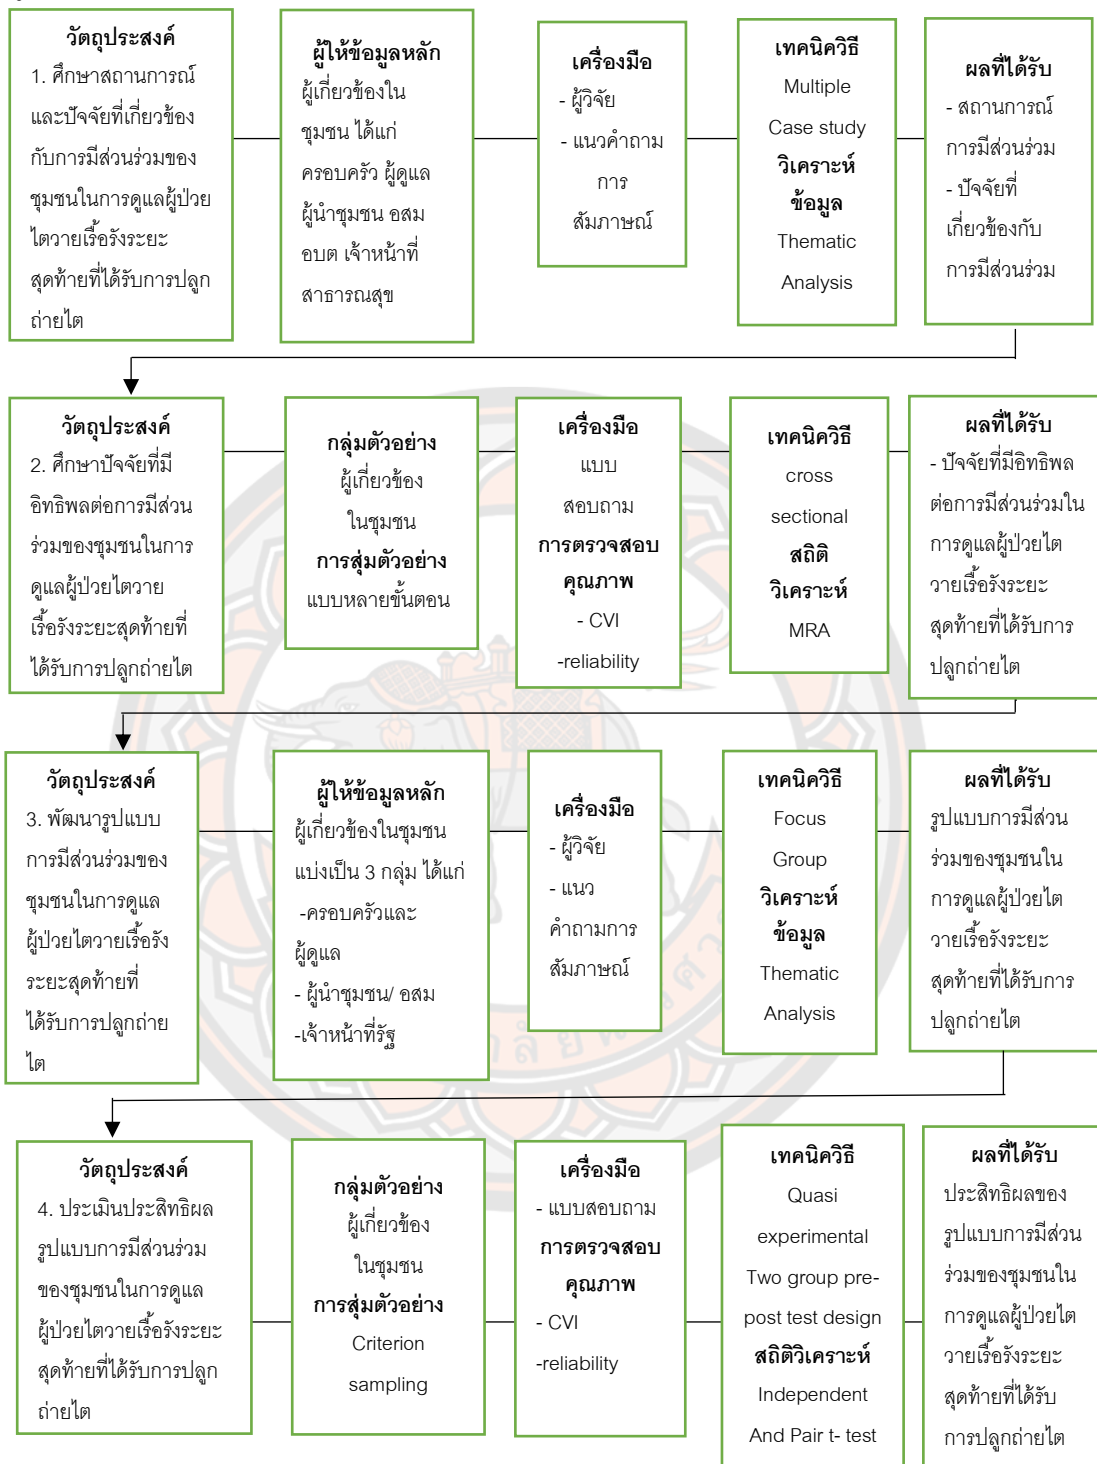 วัตถุประสงค์
1. ศึกษาสถานการณ์
และปัจจัยที่เกี่ยวข้อง
กับการมีส่วนร่วมของ
ชุมชนในการดูแลผู้ป่วย
ไตวายเรื้อรังระยะ
สุดท้ายที่ได้รับการปลูก
ถ่ายไต
ผู้ให้ข้อมูลหลัก
ผู้เกี่ยวข้องใน
ชุมชน ได้แก่
ครอบครัว ผู้ดูแล
ผู้นำชุมชน อสม
อบต เจ้าหน้าที่
สาธารณสุข
เครื่องมือ
- ผู้วิจัย
- แนวคำถาม
การ
สัมภาษณ์
เทคนิควิธี
Multiple
Case study
วิเคราะห์
ข้อมูล
Thematic
Analysis
ผลที่ได้รับ
- สถานการณ์
การมีส่วนร่วม
- ปัจจัยที่
เกี่ยวข้องกับ
การมีส่วนร่วม
วัตถุประสงค์
2. ศึกษาปัจจัยที่มี
อิทธิพลต่อการมีส่วน
ร่วมของชุมชนในการ
ดูแลผู้ป่วยไตวาย
เรื้อรังระยะสุดท้ายที่
ได้รับการปลูกถ่ายไต
กลุ่มตัวอย่าง
ผู้เกี่ยวข้อง
ในชุมชน
การสุ่มตัวอย่าง
แบบหลายขั้นตอน
เครื่องมือ
แบบ
สอบถาม
การตรวจสอบ
คุณภาพ
- CVI
-reliability
เทคนิควิธี
cross
sectional
สถิติ
วิเคราะห์
MRA
ผลที่ได้รับ
- ปัจจัยที่มีอิทธิพล
ต่อการมีส่วนร่วมใน
การดูแลผู้ป่วยไต
วายเรื้อรังระยะ
สุดท้ายที่ได้รับการ
ปลูกถ่ายไต
วัตถุประสงค์
3. พัฒนารูปแบบ
การมีส่วนร่วมของ
ชุมชนในการดูแล
ผู้ป่วยไตวายเรื้อรัง
ระยะสุดท้ายที่
ได้รับการปลูกถ่าย
ไต
ผู้ให้ข้อมูลหลัก
ผู้เกี่ยวข้องในชุมชน
แบ่งเป็น 3 กลุ่ม ได้แก่
-ครอบครัวและ
ผู้ดูแล
- ผู้นำชุมชน/ อสม
-เจ้าหน้าที่รัฐ
เครื่องมือ
- ผู้วิจัย
- แนว
คำถามการ
สัมภาษณ์
เทคนิควิธี
Focus
Group
วิเคราะห์
ข้อมูล
Thematic
Analysis
ผลที่ได้รับ
รูปแบบการมีส่วน
ร่วมของชุมชนใน
การดูแลผู้ป่วยไต
วายเรื้อรังระยะ
สุดท้ายที่ได้รับการ
ปลูกถ่ายไต
วัตถุประสงค์
4. ประเมินประสิทธิผล
รูปแบบการมีส่วนร่วม
ของชุมชนในการดูแล
ผู้ป่วยไตวายเรื้อรังระยะ
สุดท้ายที่ได้รับการปลูก
ถ่ายไต
กลุ่มตัวอย่าง
ผู้เกี่ยวข้อง
ในชุมชน
การสุ่มตัวอย่าง
Criterion
sampling
เครื่องมือ
- แบบสอบถาม
การตรวจสอบ
คุณภาพ
- CVI
-reliability
เทคนิควิธี
Quasi
experimental
Two group pre-
post test design
สถิติวิเคราะห์
Independent
And Pair t- test
ผลที่ได้รับ
ประสิทธิผลของ
รูปแบบการมีส่วน
ร่วมของชุมชนใน
การดูแลผู้ป่วยไต
วายเรื้อรังระยะ
สุดท้ายที่ได้รับ
การปลูกถ่ายไต